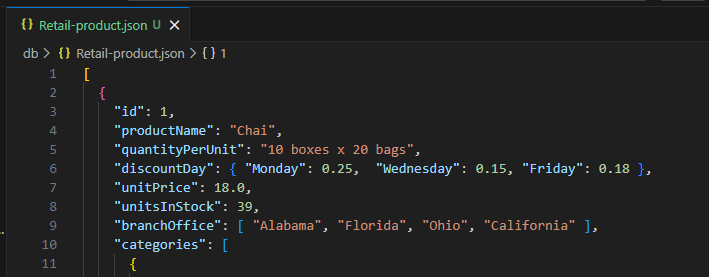 {} Retail-product.json U ×
db > {} Retail-product.json > {} 1
1 [
2 {
3 "id": 1,
4 "productName": "Chai",
5 "quantityPerUnit": "10 boxes x 20 bags",
6 "discountDay": { "Monday": 0.25,  "Wednesday": 0.15, "Friday": 0.18 },
7 "unitPrice": 18.0,
8 "unitsInStock": 39,
9 "branchOffice": [ "Alabama", "Florida", "Ohio", "California" ],
10 "categories": [
11 {